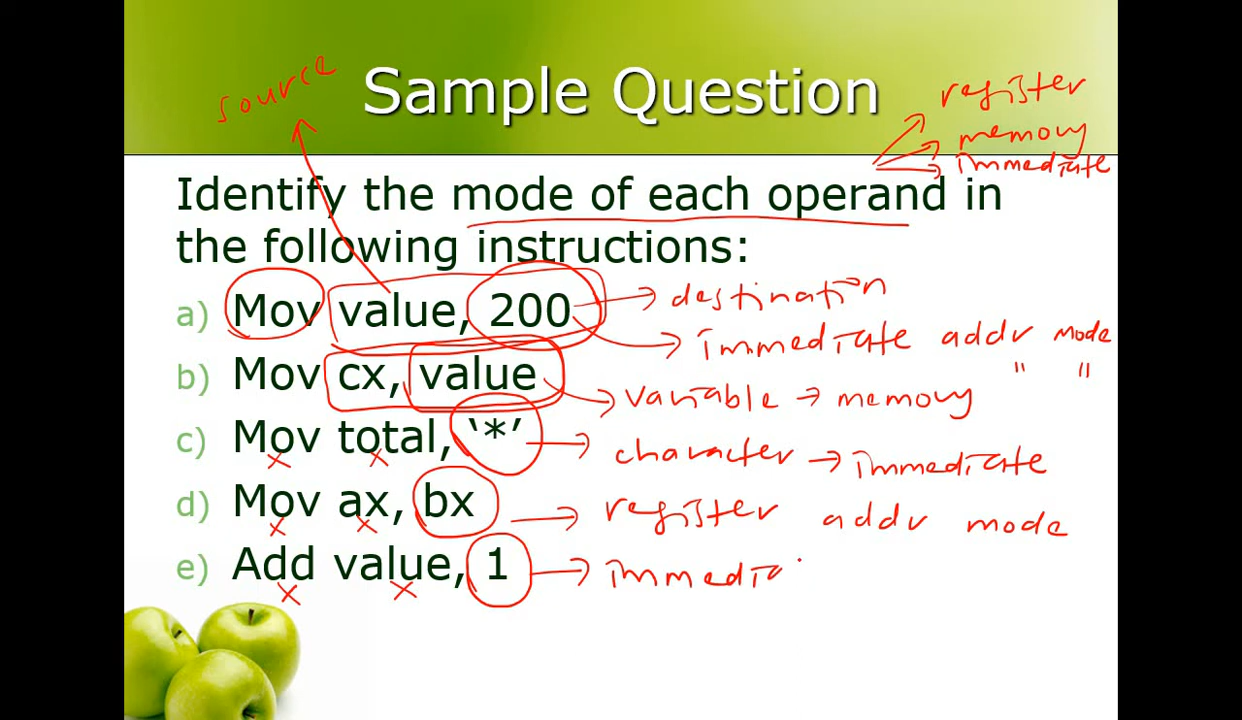 source
Sample Question
register
memory
immediate
Identify the mode of each operand in
the following instructions:
a) Mov value, 200
destination
immediate addr mode
b) Mov cx, value
" "
variable → memory
c) Mov total, ‘*’
character → immediate
d) Mov ax, bx
register addr mode
e) Add value, 1
immedia